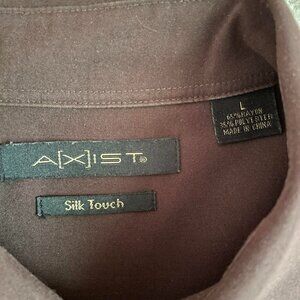 A[X]IST®
Silk Touch
L
65% RAYON
35% POLYESTER
MADE IN CHINA